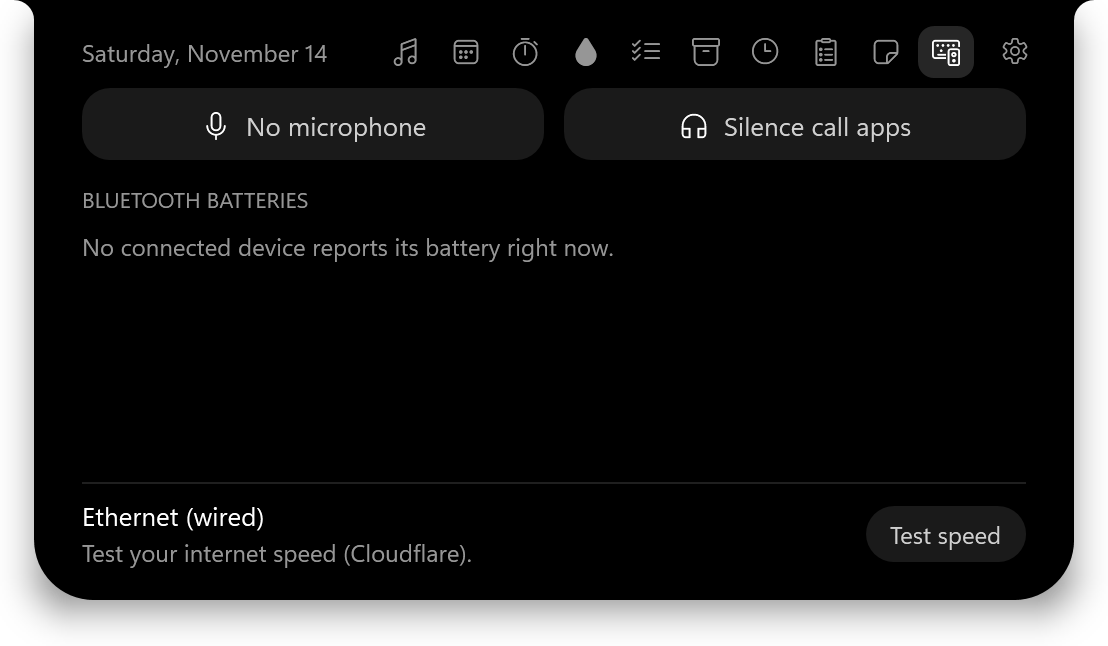 Saturday, November 14
No microphone
Silence call apps
BLUETOOTH BATTERIES
No connected device reports its battery right now.
Ethernet (wired)
Test your internet speed (Cloudflare).
Test speed